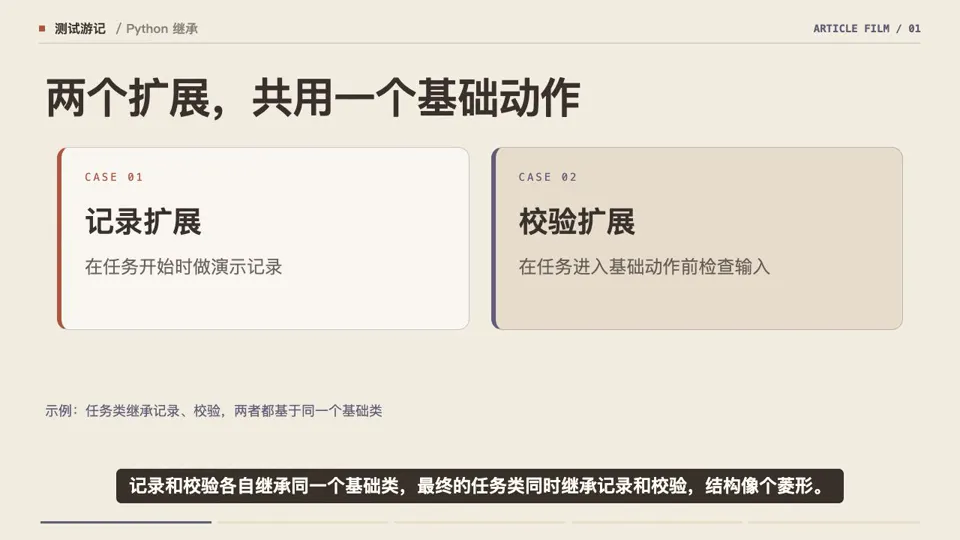 测试游记 / Python 继承
ARTICLE FILM / 01
两个扩展，共用一个基础动作
CASE 01
记录扩展
在任务开始时做演示记录
CASE 02
校验扩展
在任务进入基础动作前检查输入
示例：任务类继承记录、校验，两者都基于同一个基础类
记录和校验各自继承同一个基础类，最终的任务类同时继承记录和校验，结构像个菱形。